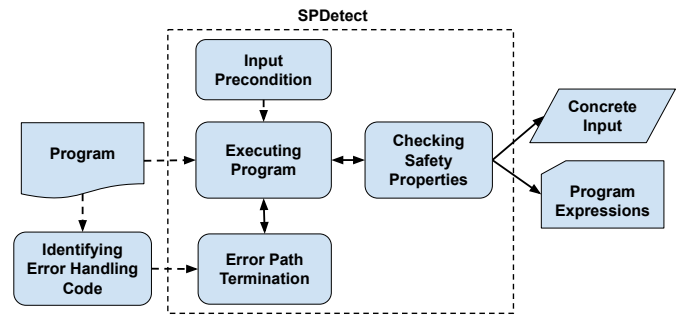 SPDetect
Input
Precondition
Program
Executing
Program
Checking
Safety
Properties
Concrete
Input
Program
Expressions
Identifying
Error Handling
Code
Error Path
Termination